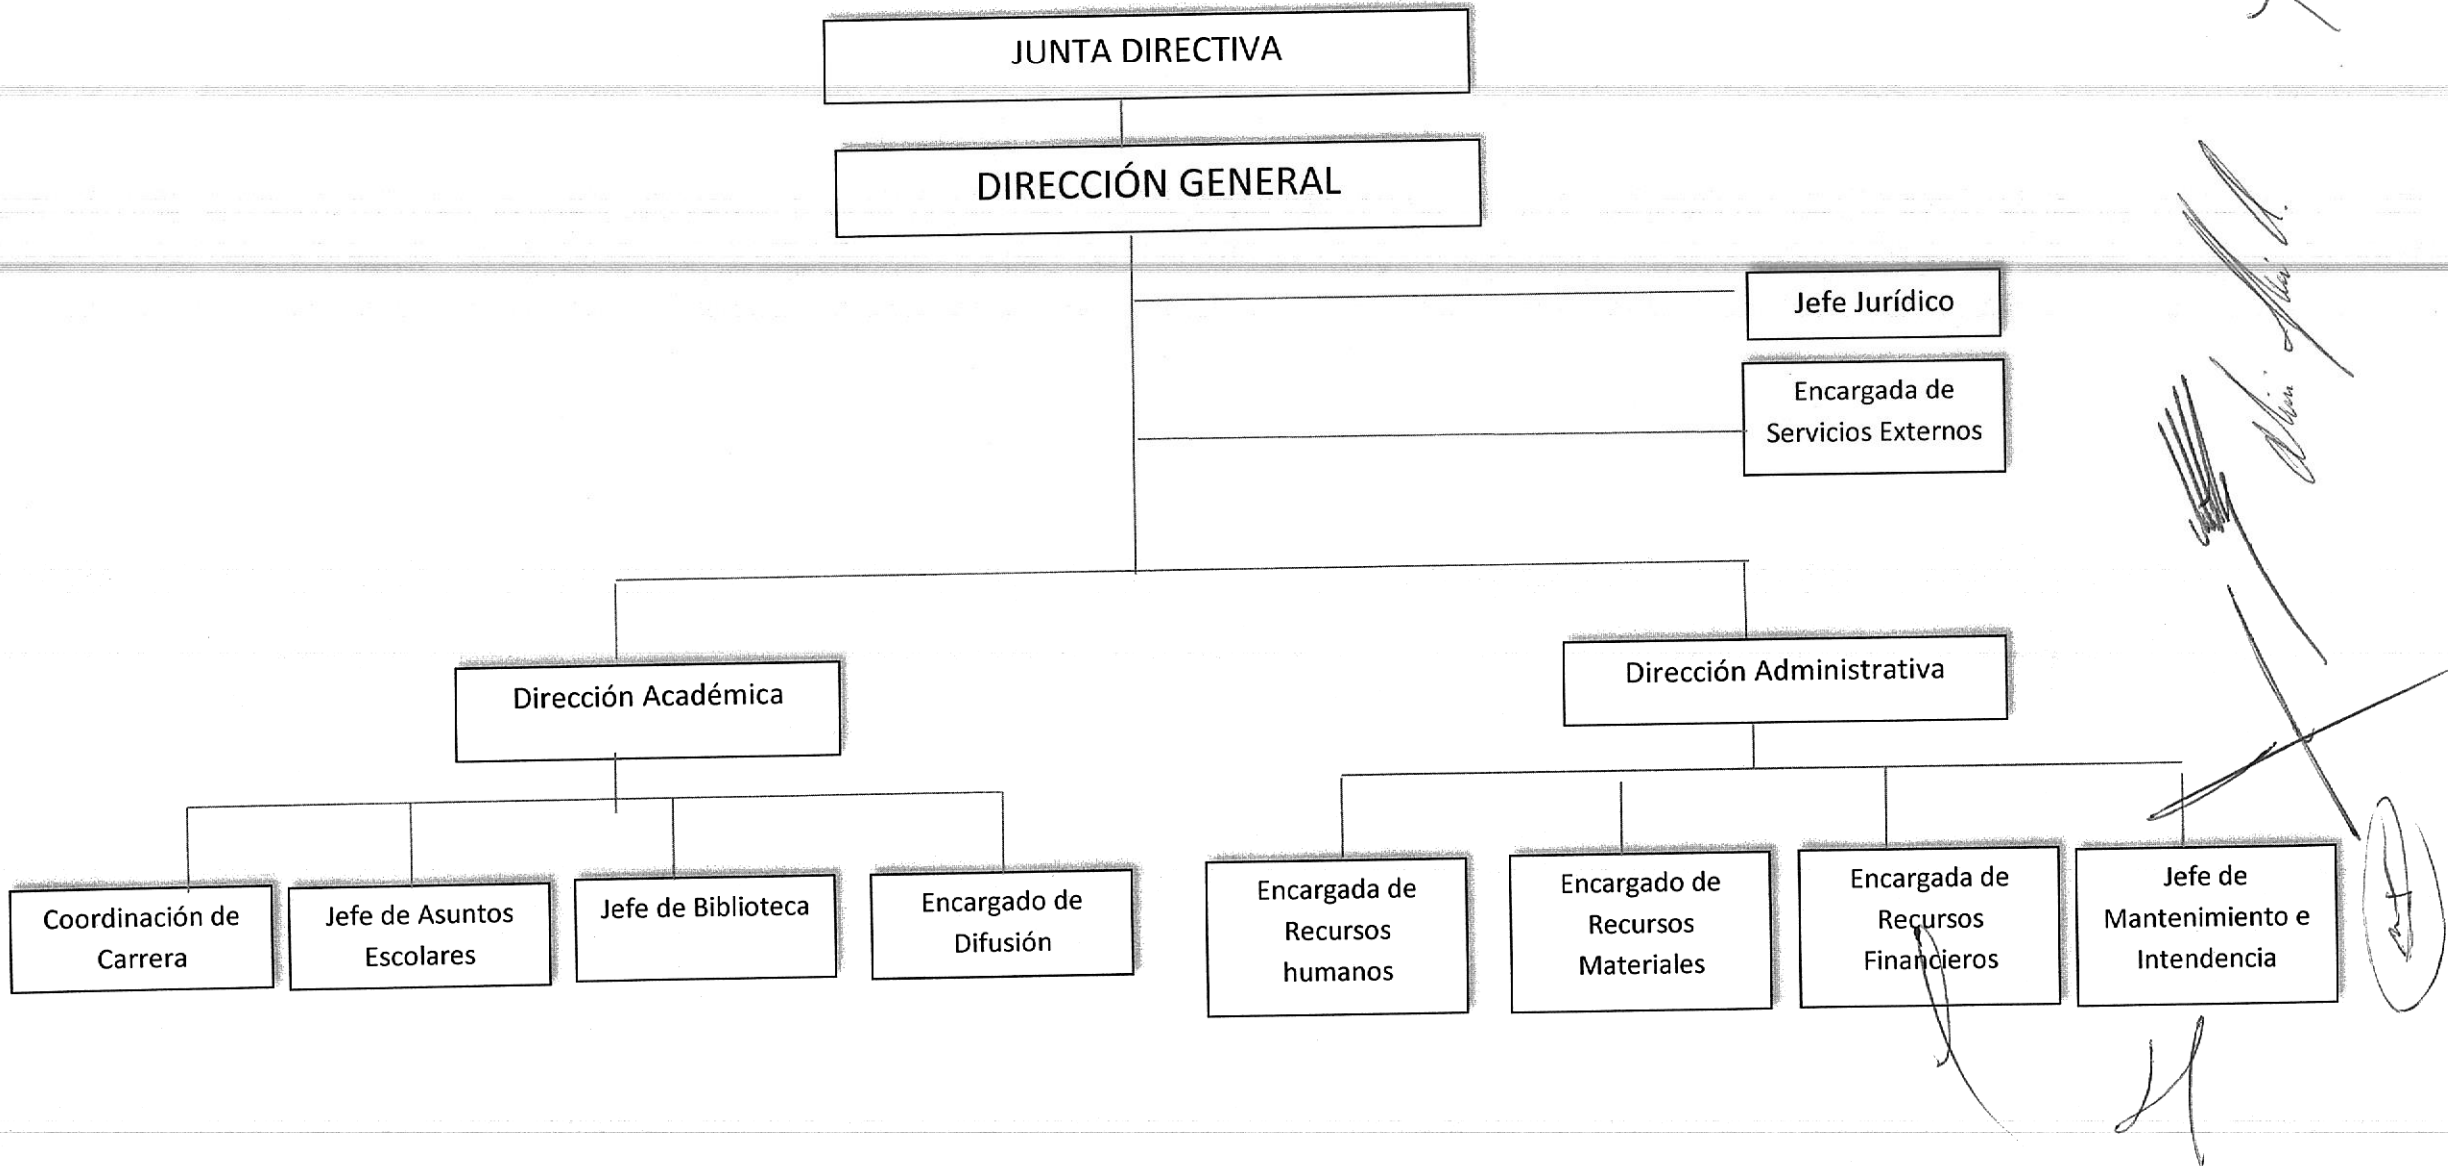 JUNTA DIRECTIVA
DIRECCIÓN GENERAL
Jefe Jurídico
Encargada de
Servicios Externos
Dirección Académica
Dirección Administrativa
Coordinación de
Carrera
Jefe de Asuntos
Escolares
Jefe de Biblioteca
Encargado de
Difusión
Encargada de
Recursos
humanos
Encargado de
Recursos
Materiales
Encargada de
Recursos
Financieros
Jefe de
Mantenimiento e
Intendencia